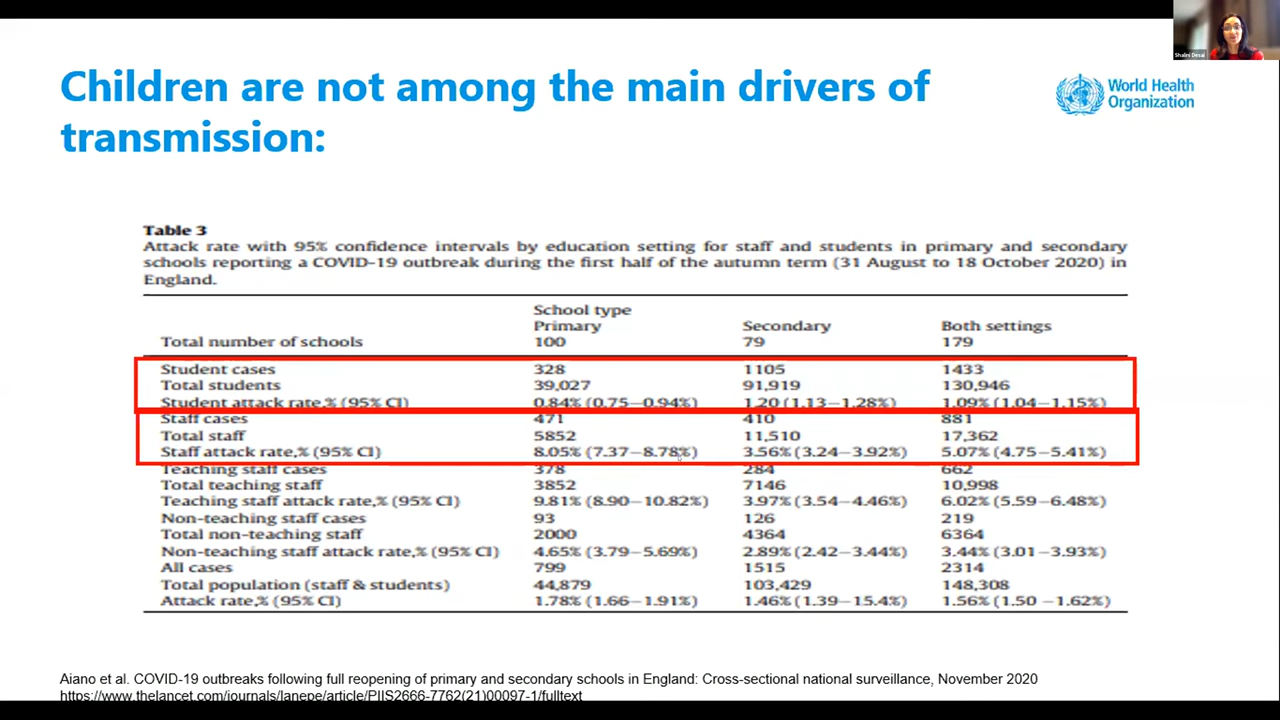 Shalini Desai
Children are not among the main drivers of
transmission:
World Health
Organization
Table 3
Attack rate with 95% confidence intervals by education setting for staff and students in primary and secondary
schools reporting a COVID-19 outbreak during the first half of the autumn term (31 August to 18 October 2020) in
England.
School type
Primary Secondary Both settings
Total number of schools 100 79 179
Student cases 328 1105 1433
Total students 39,027 91,919 130,946
Student attack rate,% (95% CI) 0.84% (0.75–0.94%) 1.20 (1.13–1.28%) 1.09% (1.04–1.15%)
Staff cases 471 410 881
Total staff 5852 11,510 17,362
Staff attack rate,% (95% CI) 8.05% (7.37–8.78%) 3.56% (3.24–3.92%) 5.07% (4.75–5.41%)
Teaching staff cases 378 284 662
Total teaching staff 3852 7146 10,998
Teaching staff attack rate,% (95% CI) 9.81% (8.90–10.82%) 3.97% (3.54–4.46%) 6.02% (5.59–6.48%)
Non-teaching staff cases 93 126 219
Total non-teaching staff 2000 4364 6364
Non-teaching staff attack rate,% (95% CI) 4.65% (3.79–5.69%) 2.89% (2.42–3.44%) 3.44% (3.01–3.93%)
All cases 799 1515 2314
Total population (staff & students) 44,879 103,429 148,308
Attack rate,% (95% CI) 1.78% (1.66–1.91%) 1.46% (1.39–15.4%) 1.56% (1.50 –1.62%)
Aiano et al. COVID-19 outbreaks following full reopening of primary and secondary schools in England: Cross-sectional national surveillance, November 2020
https://www.thelancet.com/journals/lanepe/article/PIIS2666-7762(21)00097-1/fulltext